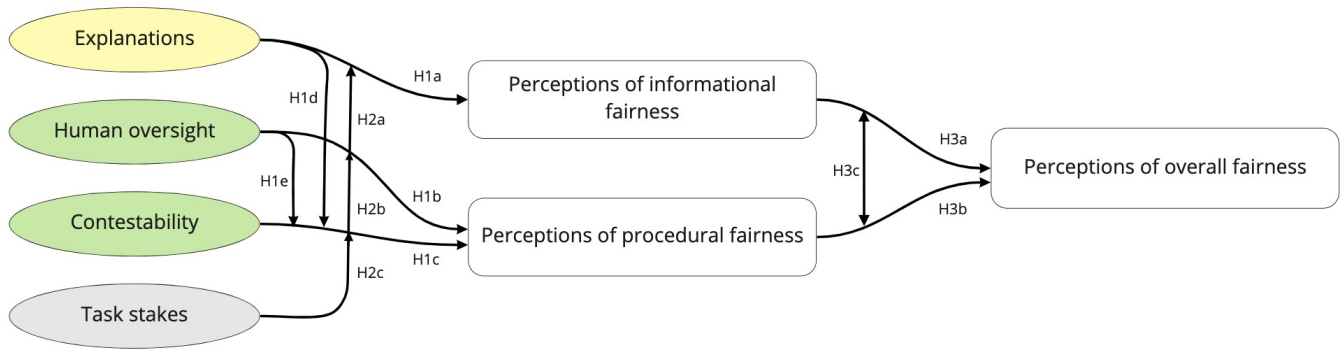 Explanations
Human oversight
Contestability
Task stakes
H1d
H1e
H2a
H2b
H2c
H1a
H1b
H1c
Perceptions of informational
fairness
Perceptions of procedural fairness
H3c
H3a
H3b
Perceptions of overall fairness